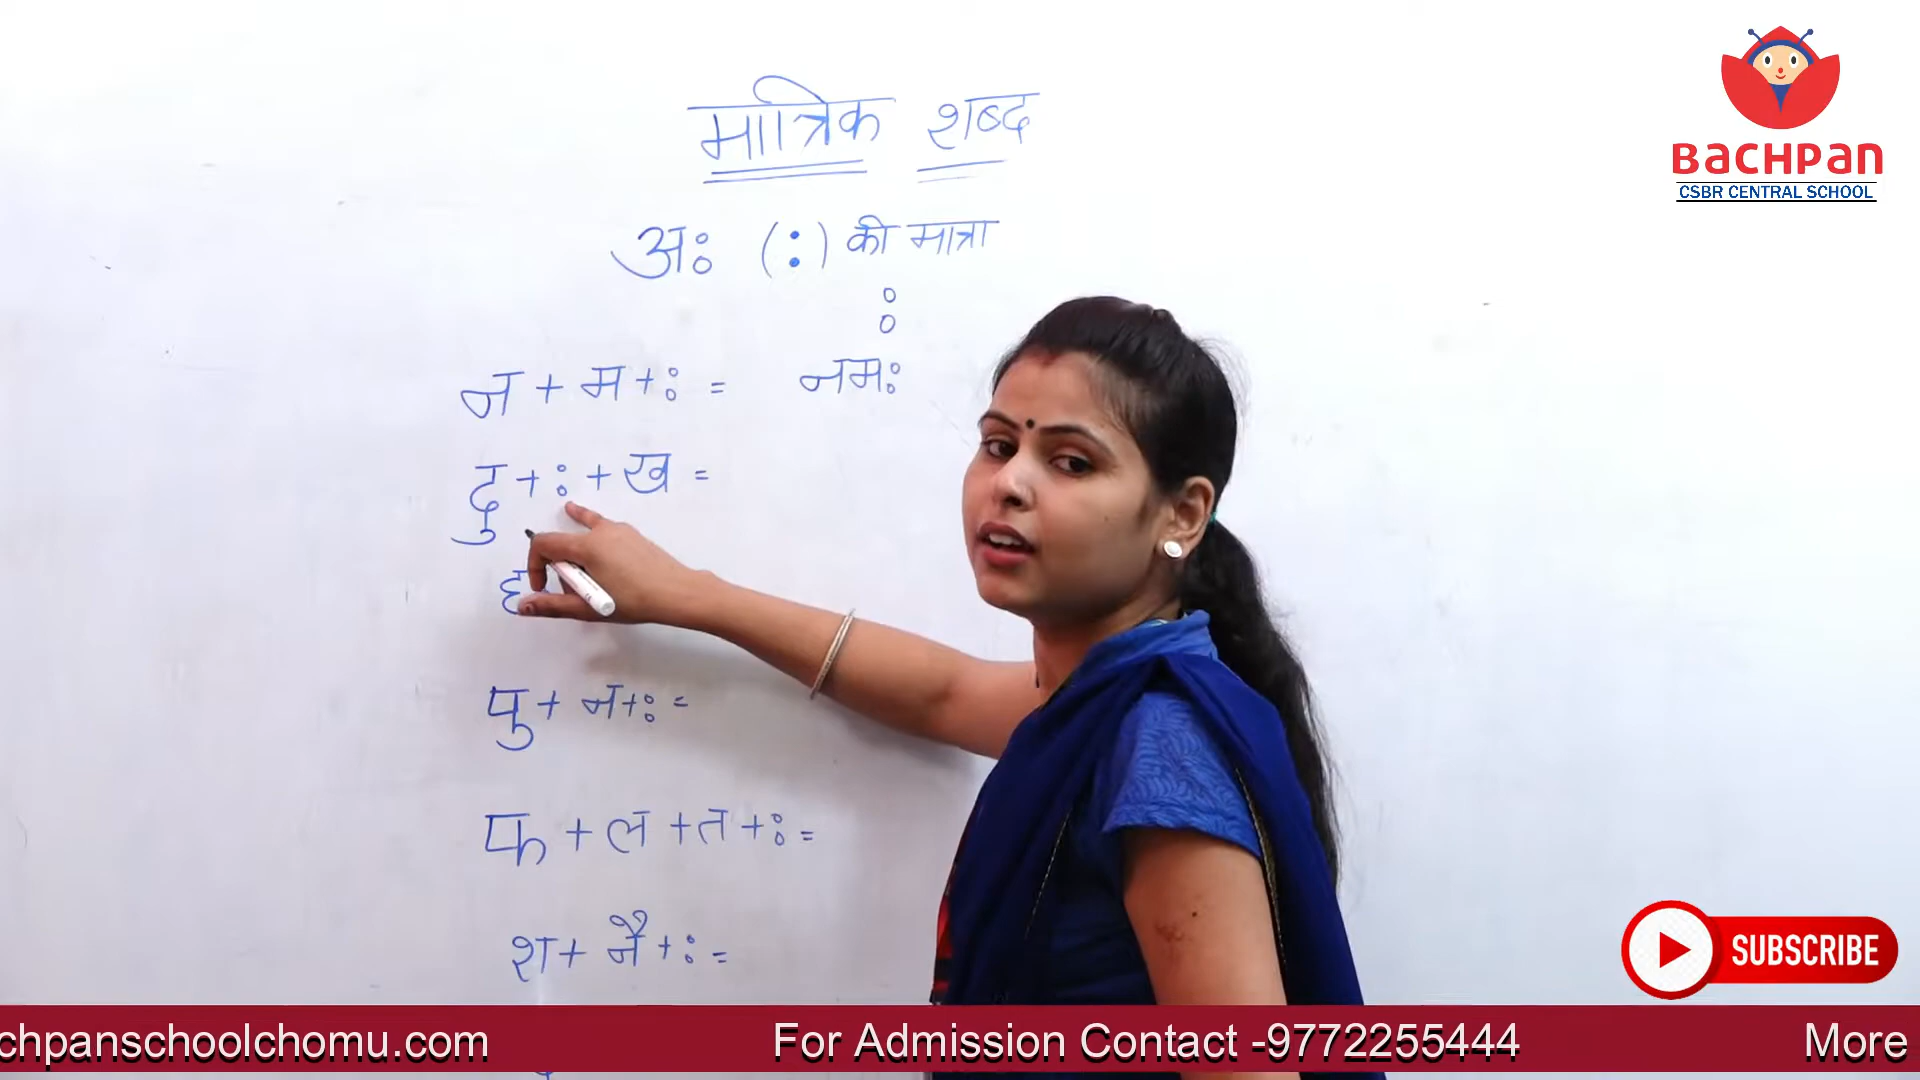 मात्रिक शब्द
अः (:) की मात्रा
ः
न + म + ः = नमः
दु + ः + ख =
पु + न + ः =
फ + ल + त + ः =
श + नै + ः =
BACHPAN
CSBR CENTRAL SCHOOL
SUBSCRIBE
chpanschoolchomu.com For Admission Contact -9772255444 More